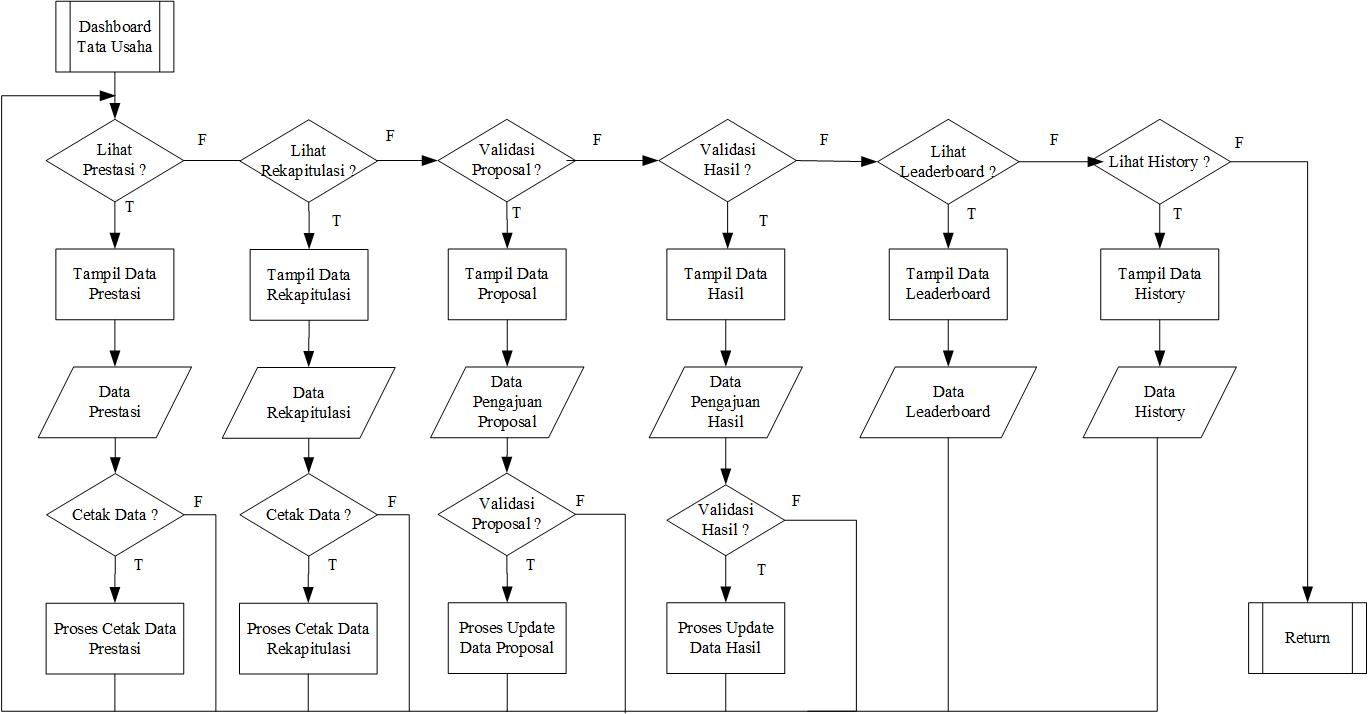 Dashboard
Tata Usaha
Lihat
Prestasi ?
F
Lihat
Rekapitulasi ?
F
Validasi
Proposal ?
F
Validasi
Hasil ?
F
Lihat
Leaderboard ?
F
Lihat History ?
F
T
T
T
T
T
T
Tampil Data
Prestasi
Tampil Data
Rekapitulasi
Tampil Data
Proposal
Tampil Data
Hasil
Tampil Data
Leaderboard
Tampil Data
History
Data
Prestasi
Data
Rekapitulasi
Data
Pengajuan
Proposal
Data
Pengajuan
Hasil
Data
Leaderboard
Data
History
Cetak Data ?
F
Cetak Data ?
F
Validasi
Proposal ?
F
Validasi
Hasil ?
F
T
T
T
T
Proses Cetak Data
Prestasi
Proses Cetak Data
Rekapitulasi
Proses Update
Data Proposal
Proses Update
Data Hasil
Return